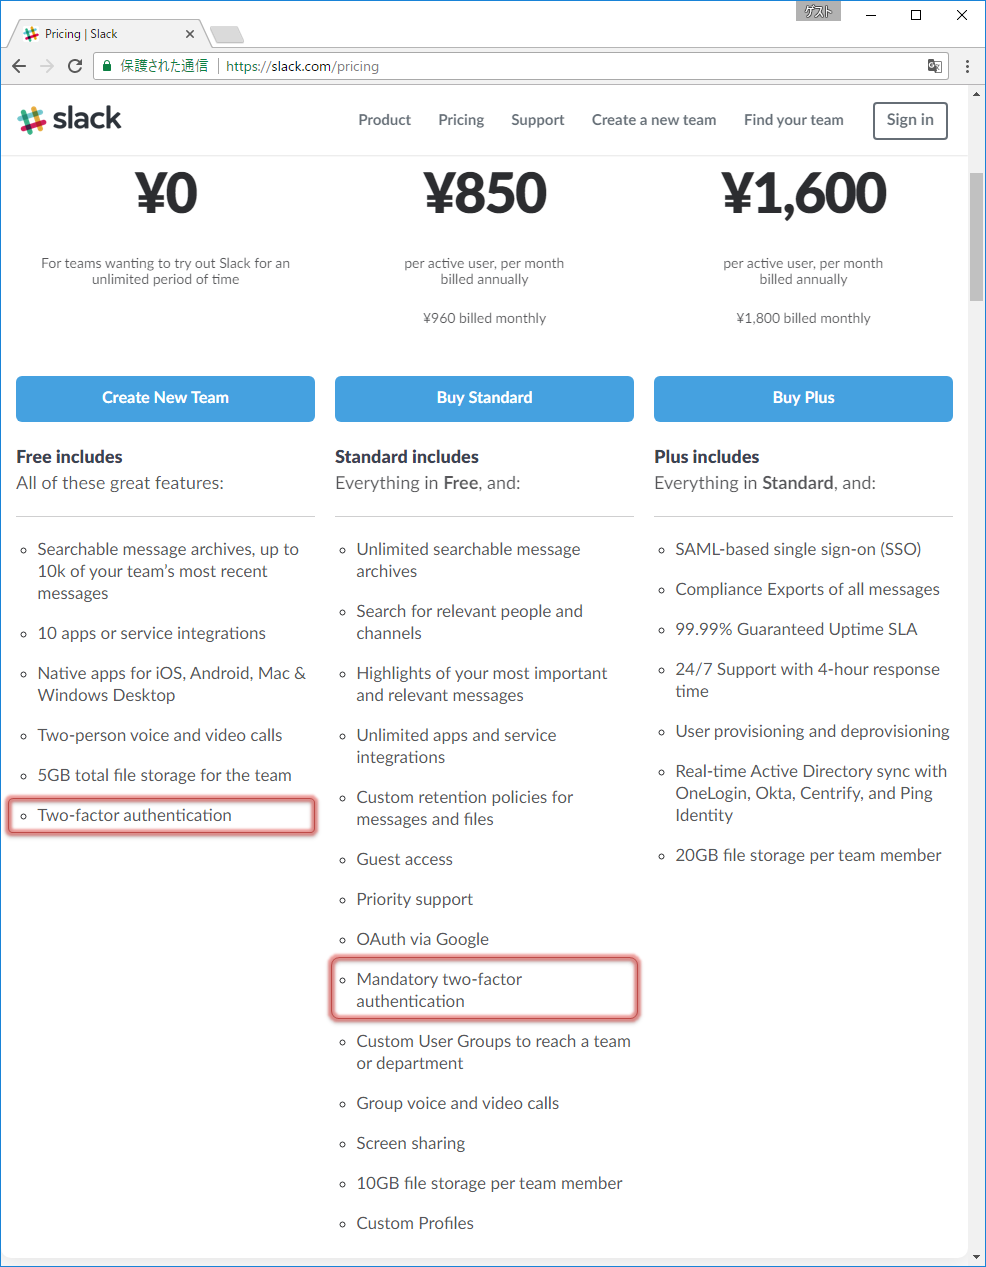 ゲスト
Pricing | Slack
保護された通信
https://slack.com/pricing
slack
Product
Pricing
Support
Create a new team
Find your team
Sign in
¥0
For teams wanting to try out Slack for an
unlimited period of time
Create New Team
Free includes
All of these great features:
Searchable message archives, up to
10k of your team’s most recent
messages
10 apps or service integrations
Native apps for iOS, Android, Mac &
Windows Desktop
Two-person voice and video calls
5GB total file storage for the team
Two-factor authentication
¥850
per active user, per month
billed annually
¥960 billed monthly
Buy Standard
Standard includes
Everything in Free, and:
Unlimited searchable message
archives
Search for relevant people and
channels
Highlights of your most important
and relevant messages
Unlimited apps and service
integrations
Custom retention policies for
messages and files
Guest access
Priority support
OAuth via Google
Mandatory two-factor
authentication
Custom User Groups to reach a team
or department
Group voice and video calls
Screen sharing
10GB file storage per team member
Custom Profiles
¥1,600
per active user, per month
billed annually
¥1,800 billed monthly
Buy Plus
Plus includes
Everything in Standard, and:
SAML-based single sign-on (SSO)
Compliance Exports of all messages
99.99% Guaranteed Uptime SLA
24/7 Support with 4-hour response
time
User provisioning and deprovisioning
Real-time Active Directory sync with
OneLogin, Okta, Centrify, and Ping
Identity
20GB file storage per team member